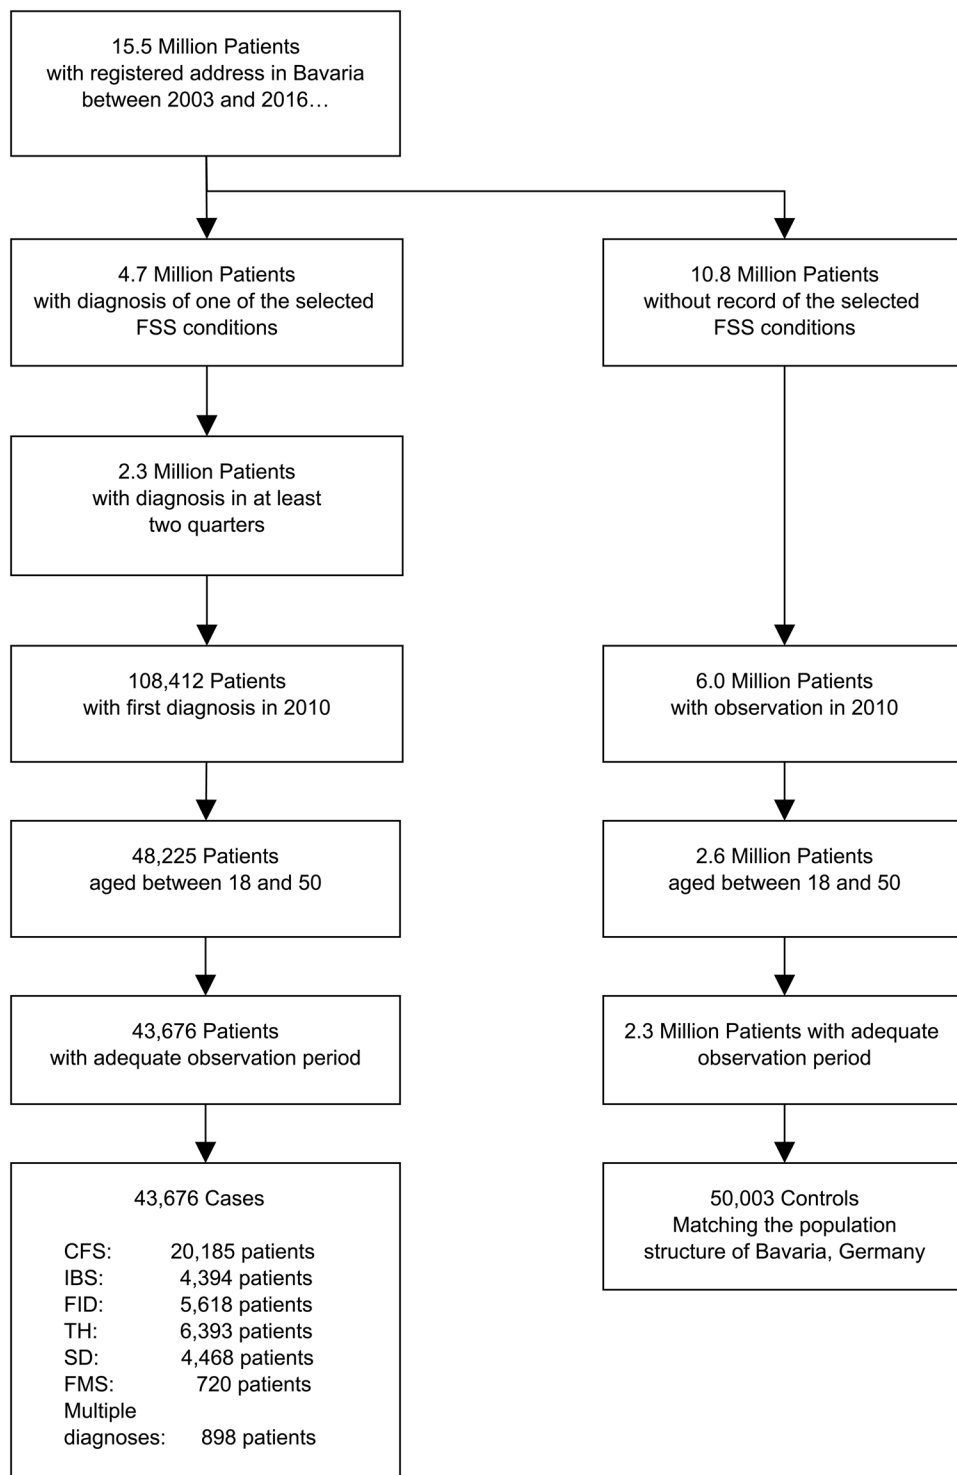 15.5 Million Patients
with registered address in Bavaria
between 2003 and 2016…
4.7 Million Patients
with diagnosis of one of the selected
FSS conditions
10.8 Million Patients
without record of the selected
FSS conditions
2.3 Million Patients
with diagnosis in at least
two quarters
108,412 Patients
with first diagnosis in 2010
6.0 Million Patients
with observation in 2010
48,225 Patients
aged between 18 and 50
2.6 Million Patients
aged between 18 and 50
43,676 Patients
with adequate observation period
2.3 Million Patients with adequate
observation period
43,676 Cases
CFS: 20,185 patients
IBS: 4,394 patients
FID: 5,618 patients
TH: 6,393 patients
SD: 4,468 patients
FMS: 720 patients
Multiple
diagnoses: 898 patients
50,003 Controls
Matching the population
structure of Bavaria, Germany